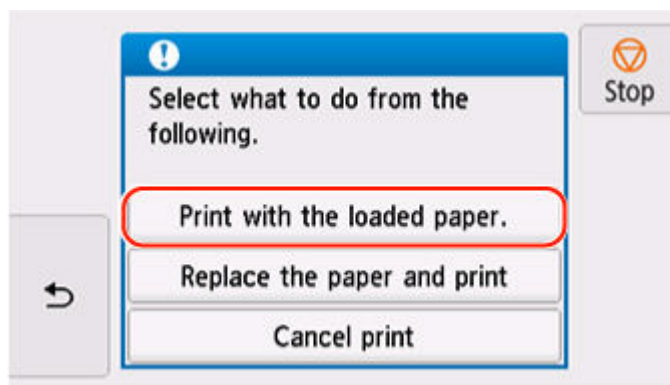 Select what to do from the
following.
Stop
Print with the loaded paper.
Replace the paper and print
Cancel print